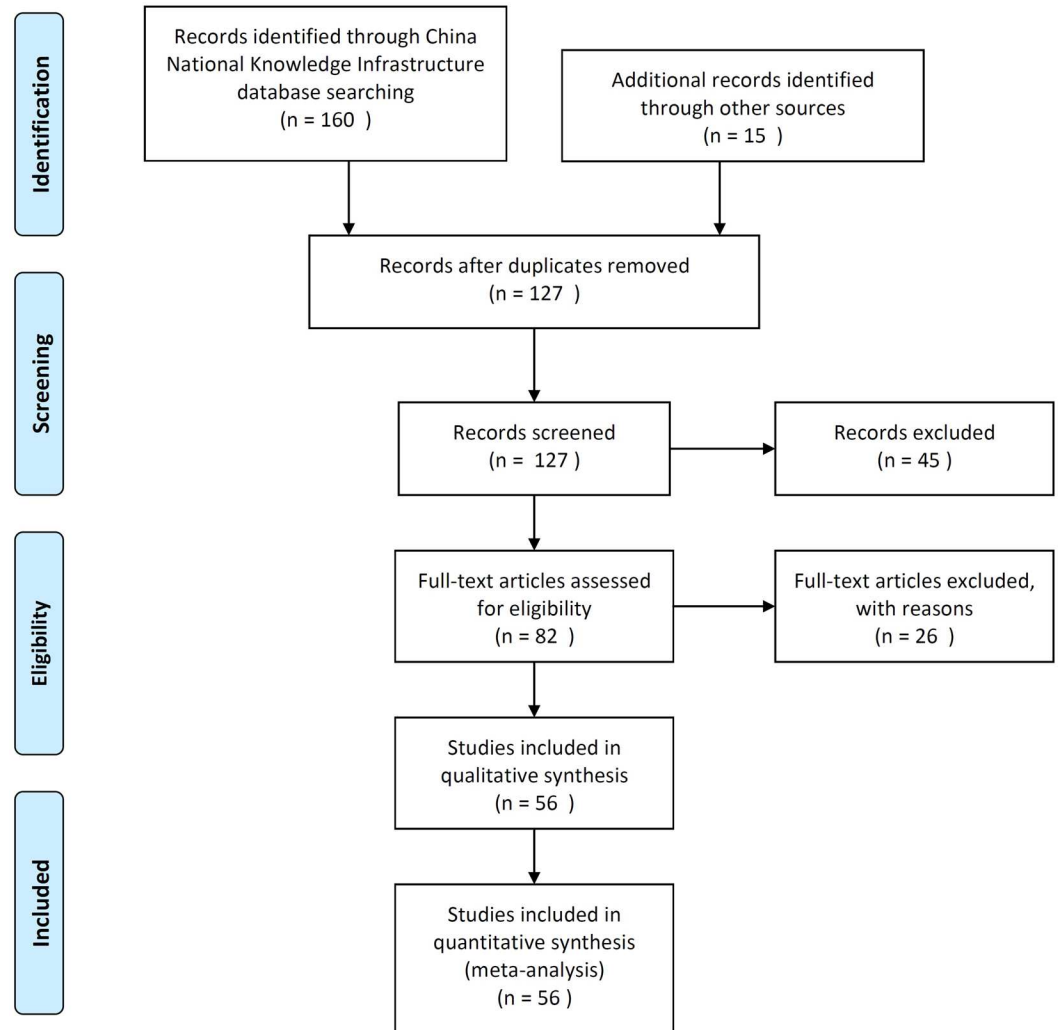 Identification
Records identified through China
National Knowledge Infrastructure
database searching
(n = 160 )
Additional records identified
through other sources
(n = 15 )
Records after duplicates removed
(n = 127 )
Screening
Records screened
(n = 127 )
Records excluded
(n = 45 )
Eligibility
Full-text articles assessed
for eligibility
(n = 82 )
Full-text articles excluded,
with reasons
(n = 26 )
Studies included in
qualitative synthesis
(n = 56 )
Included
Studies included in
quantitative synthesis
(meta-analysis)
(n = 56 )